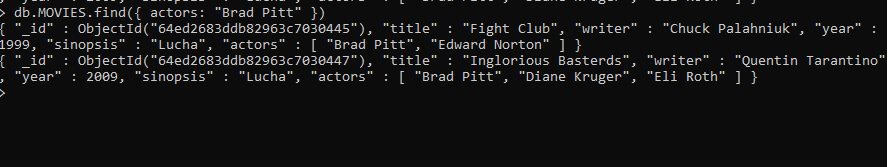 > db.MOVIES.find({ actors: "Brad Pitt" })
{ "_id" : ObjectId("64ed2683ddb82963c7030445"), "title" : "Fight Club", "writer" : "Chuck Palahniuk", "year" :
1999, "sinopsis" : "Lucha", "actors" : [ "Brad Pitt", "Edward Norton" ] }
{ "_id" : ObjectId("64ed2683ddb82963c7030447"), "title" : "Inglorious Basterds", "writer" : "Quentin Tarantino"
, "year" : 2009, "sinopsis" : "Lucha", "actors" : [ "Brad Pitt", "Diane Kruger", "Eli Roth" ] }
>